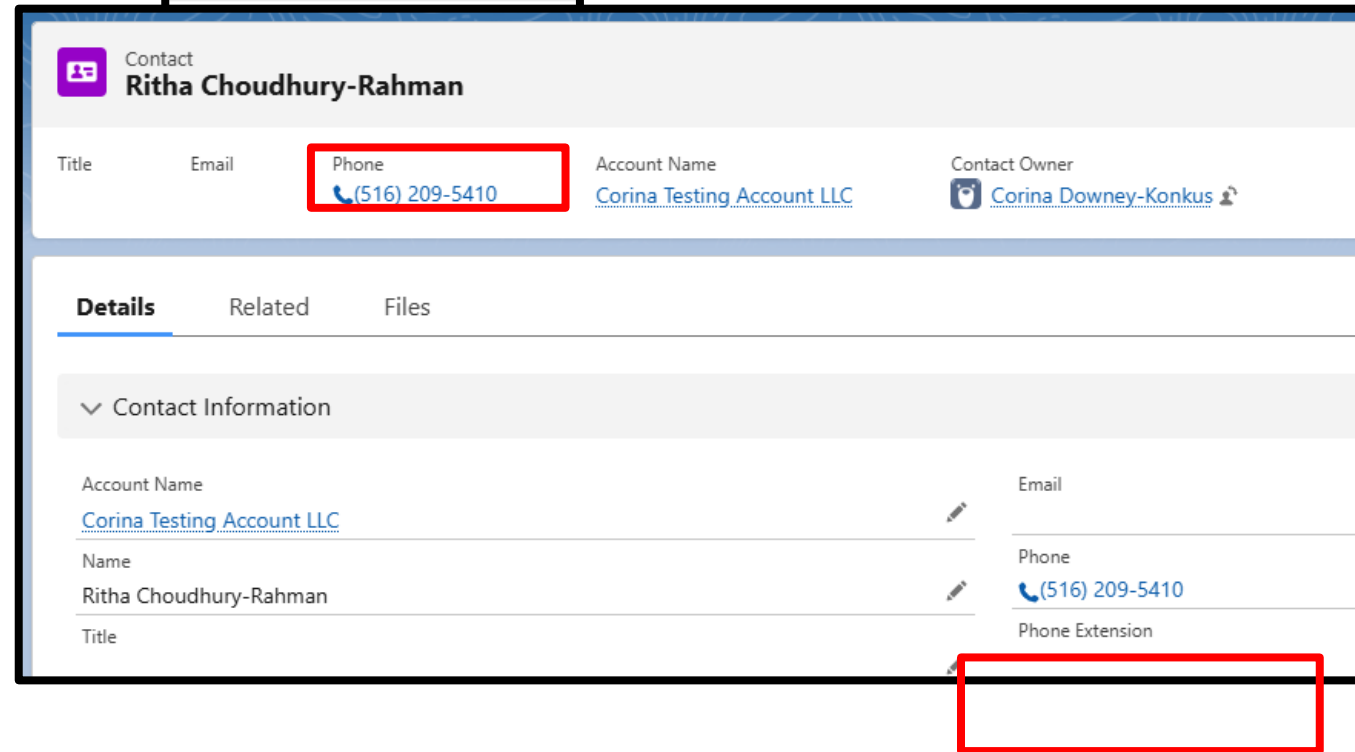 Contact
Ritha Choudhury-Rahman
Title Email Phone Account Name Contact Owner
(516) 209-5410 Corina Testing Account LLC Corina Downey-Konkus
Details Related Files
Contact Information
Account Name Email
Corina Testing Account LLC
Name Phone
Ritha Choudhury-Rahman (516) 209-5410
Title Phone Extension